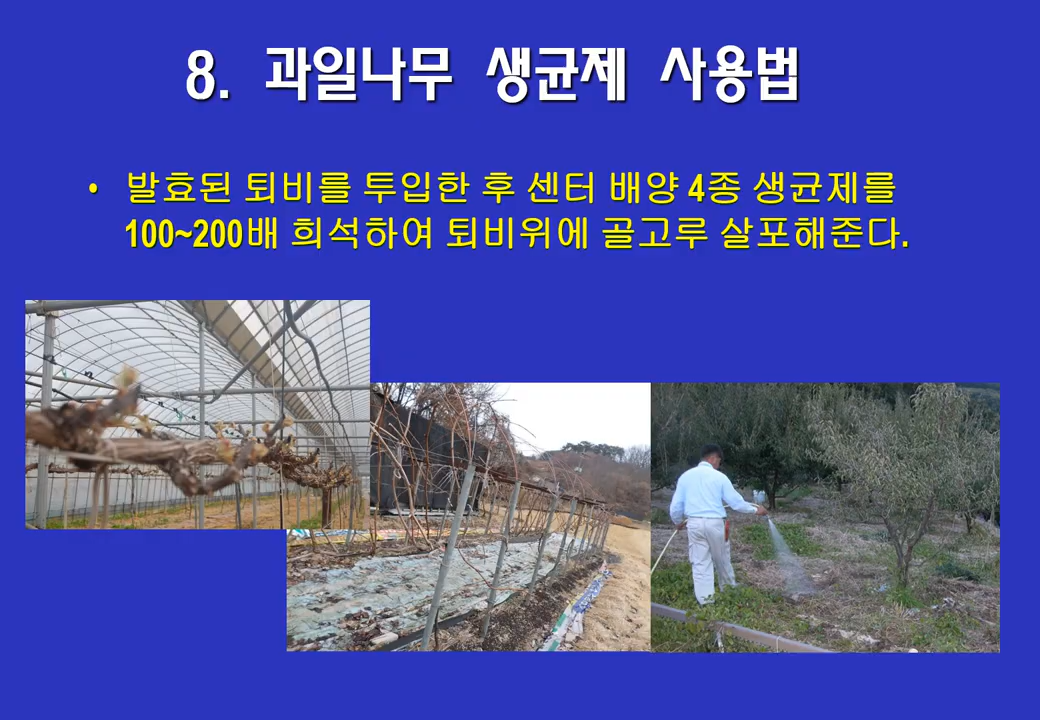 8. 과일나무 생균제 사용법
• 발효된 퇴비를 투입한 후 센터 배양 4종 생균제를
100~200배 희석하여 퇴비위에 골고루 살포해준다.